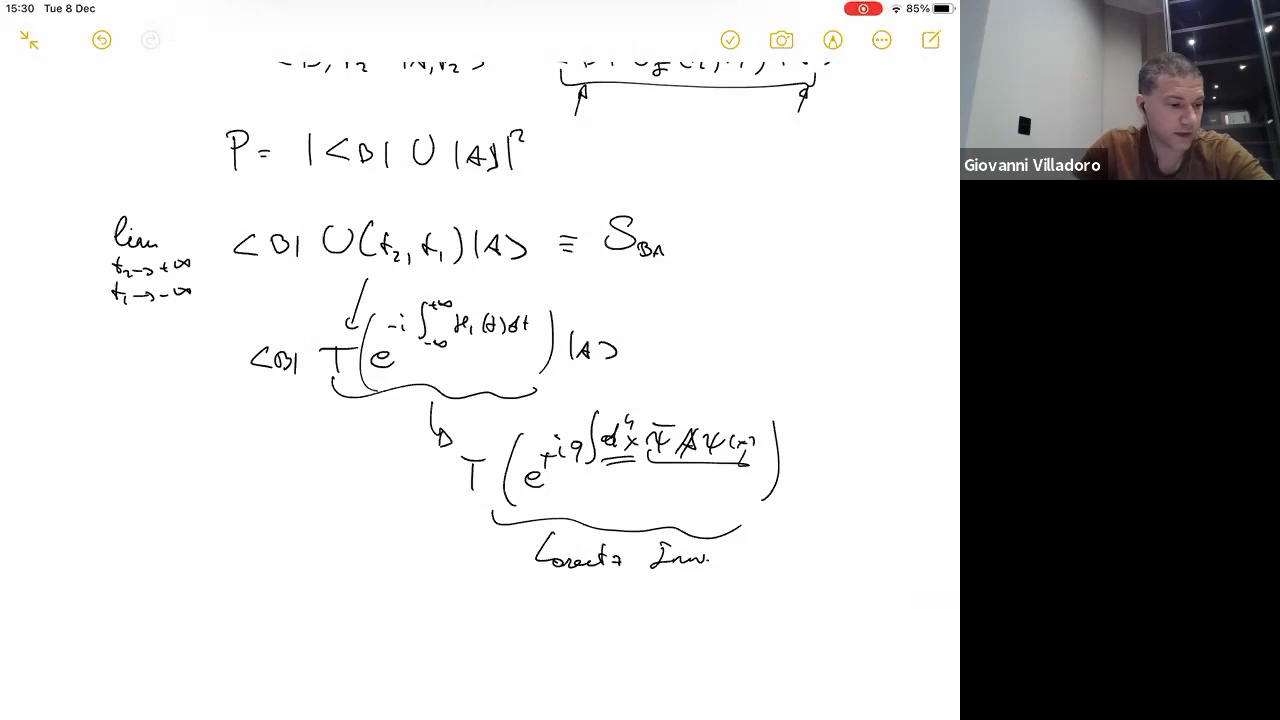 15:30 Tue 8 Dec 85%
P = |<B| U |A>|²
lim t₂→+∞ t₁→-∞ <B| U(t₂, t₁) |A> ≡ S_BA
<B| T(e^{-i ∫_{-∞}^{+∞} H_I(t) dt}) |A>
T(e^{+iq ∫ d⁴x ψ̄ A̸ ψ(x)})
Lorentz Inv.
Giovanni Villadoro